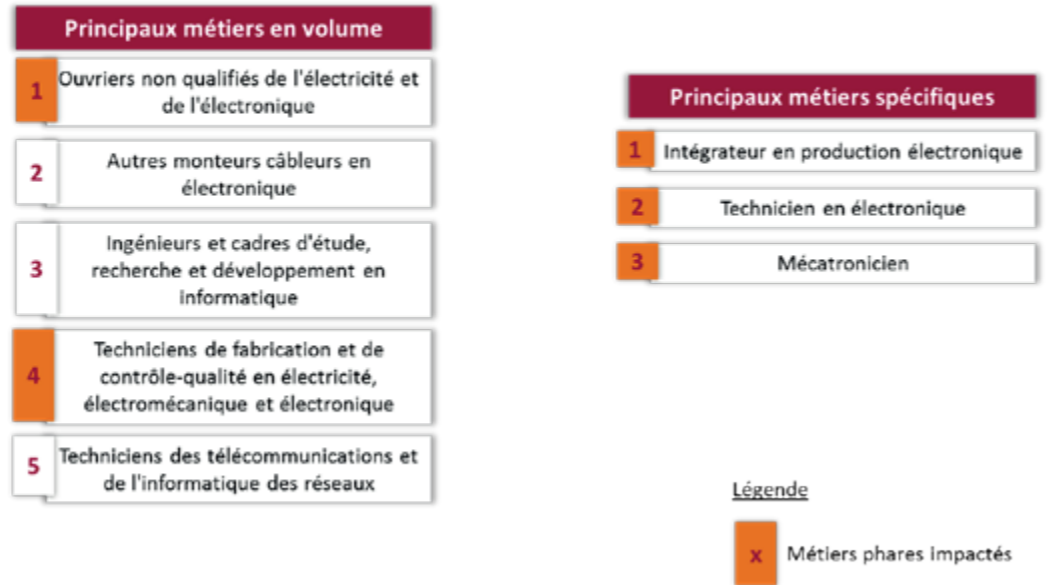 Principaux métiers en volume
1
Ouvriers non qualifiés de l'électricité et
de l'électronique
2
Autres monteurs câbleurs en
électronique
3
Ingénieurs et cadres d'étude,
recherche et développement en
informatique
4
Techniciens de fabrication et de
contrôle-qualité en électricité,
électromécanique et électronique
5
Techniciens des télécommunications et
de l'informatique des réseaux
Principaux métiers spécifiques
1
Intégrateur en production électronique
2
Technicien en électronique
3
Mécatronicien
Légende
x
Métiers phares impactés